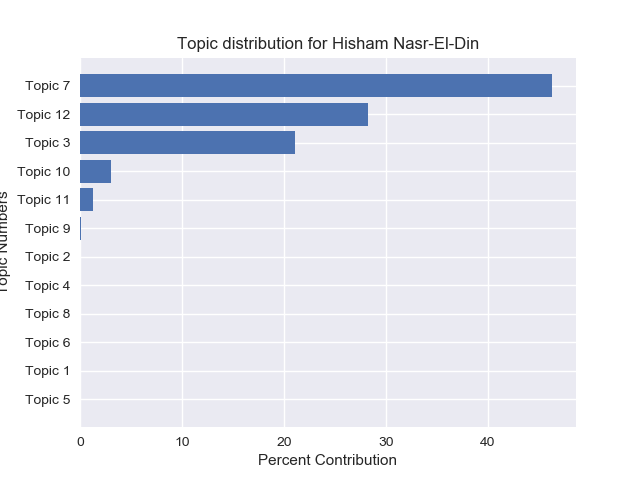 Topic distribution for Hisham Nasr-El-Din
Topic 7
Topic 12
Topic 3
Topic 10
Topic 11
Topic 9
Topic 2
Topic 4
Topic 8
Topic 6
Topic 1
Topic 5
Topic Numbers
0 10 20 30 40
Percent Contribution